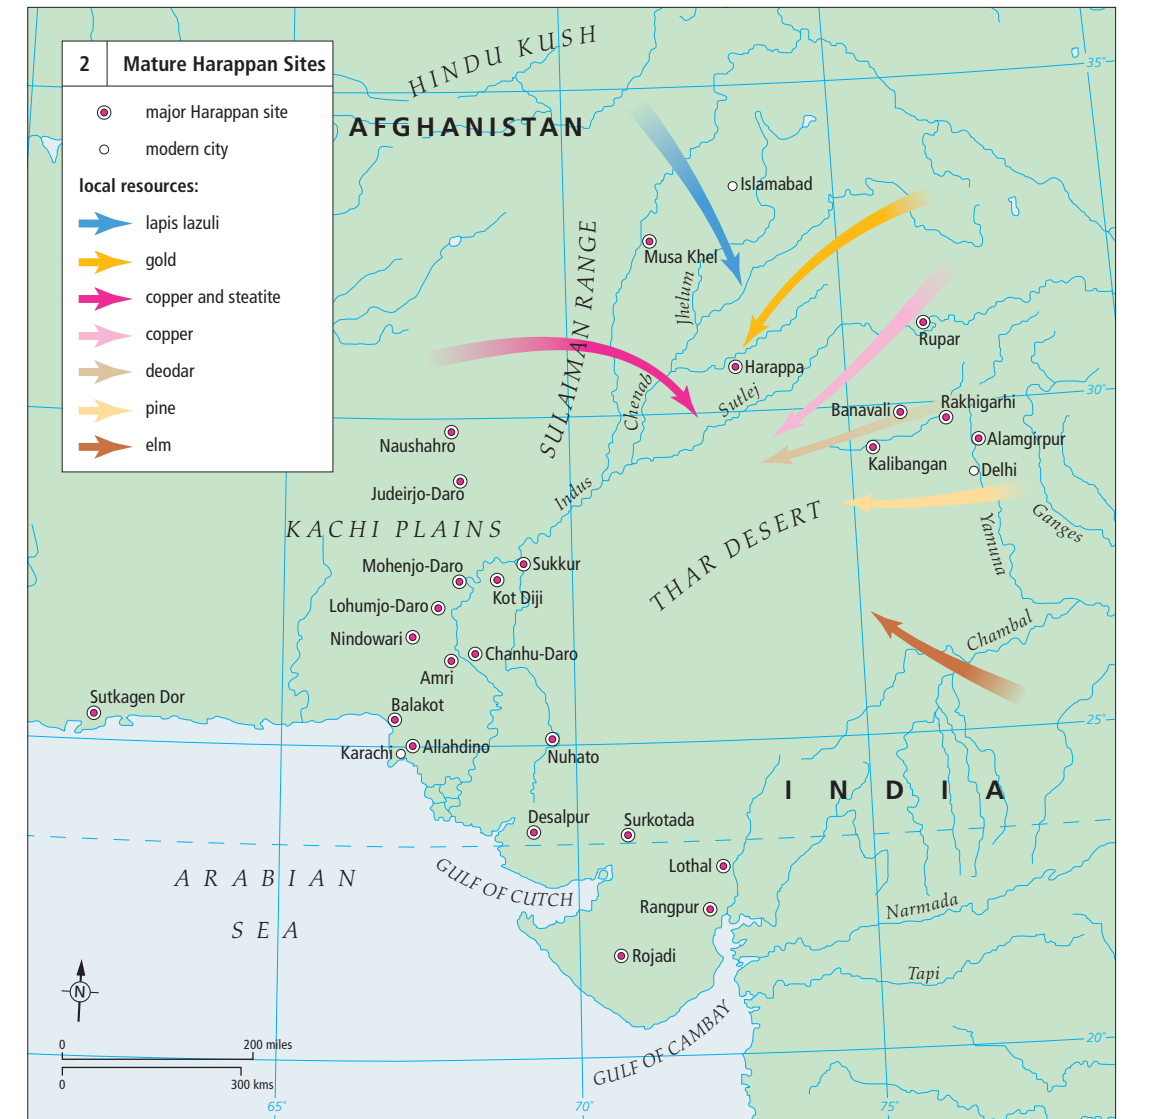 2 Mature Harappan Sites
major Harappan site
modern city
local resources:
lapis lazuli
gold
copper and steatite
copper
deodar
pine
elm
HINDU KUSH
35°
AFGHANISTAN
Islamabad
Musa Khel
Jhelum
SULAIMAN RANGE
Rupar
Harappa
Chenab
Sutlej
30°
Banavali
Rakhigarhi
Naushahro
Alamgirpur
Kalibangan
Delhi
Judeirjo-Daro
Indus
KACHI PLAINS
THAR DESERT
Yamuna
Ganges
Mohenjo-Daro
Sukkur
Kot Diji
Lohumjo-Daro
Nindowari
Chanhu-Daro
Chambal
Amri
Sutkagen Dor
Balakot
25°
Karachi
Allahdino
Nuhato
INDIA
Desalpur
Surkotada
Lothal
ARABIAN
SEA
GULF OF CUTCH
Rangpur
Narmada
Rojadi
Tapi
N
GULF OF CAMBAY
20°
0 200 miles
0 300 kms
65°
70°
75°